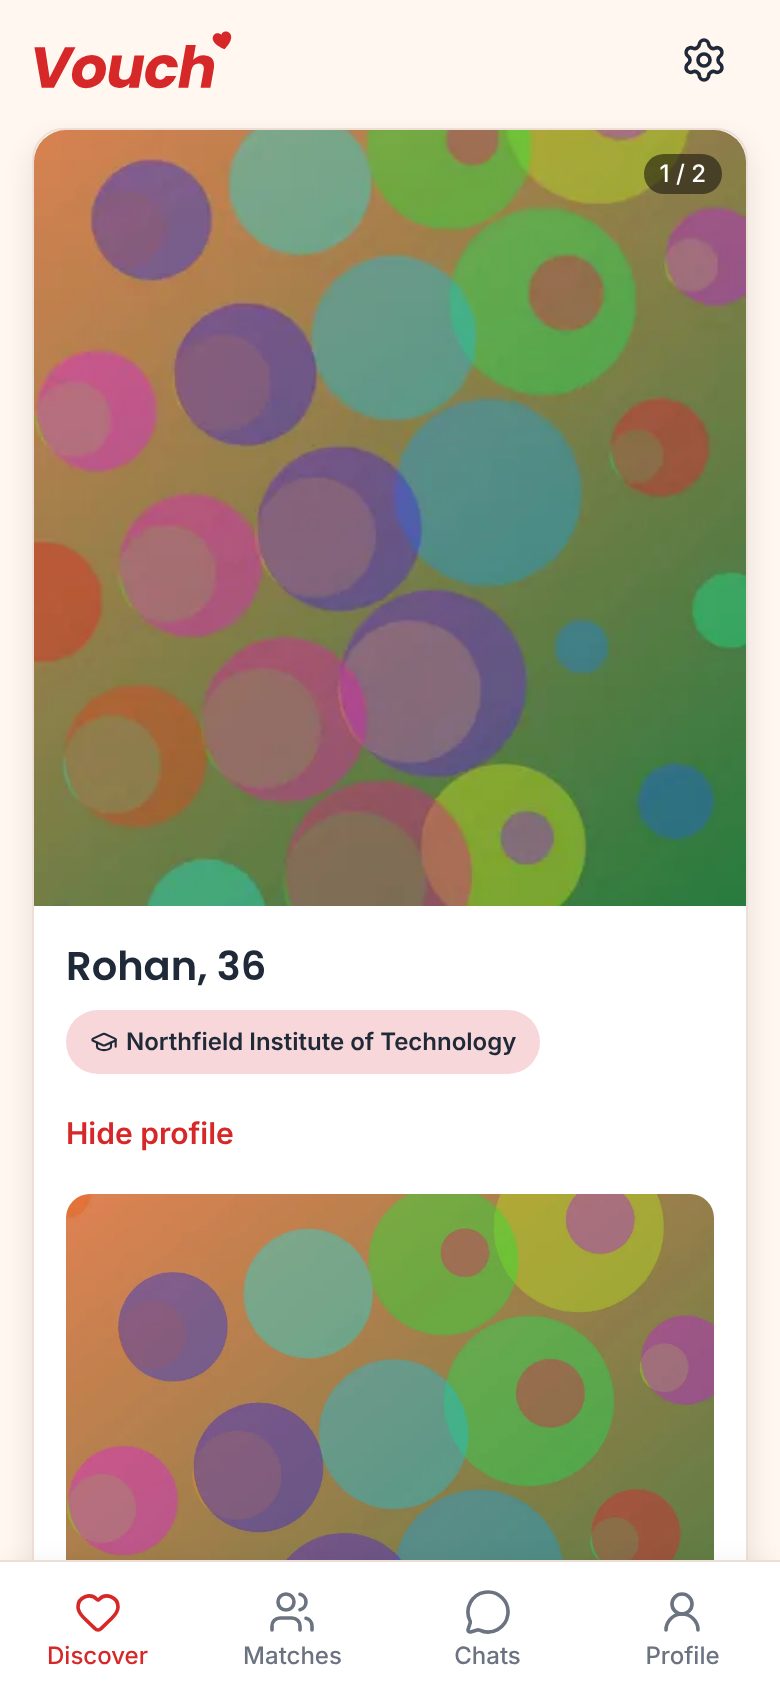 Vouch
1 / 2
Rohan, 36
Northfield Institute of Technology
Hide profile
Discover
Matches
Chats
Profile